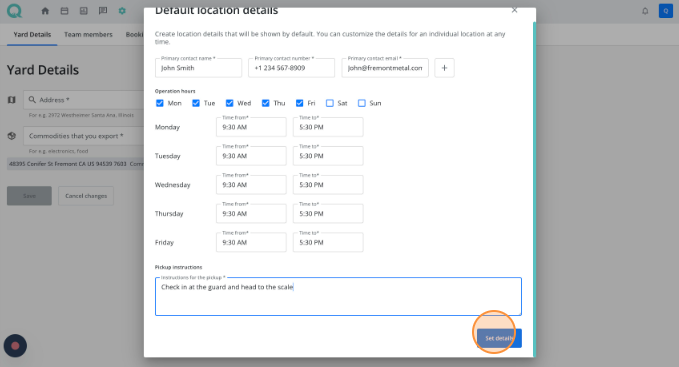 Q
Yard Details
Team members
Booki
Yard Details
Address *
For e.g. 2972 Westheimer Santa Ana, Illinois
Commodities that you export *
For e.g. electronics, food
48395 Conifer St Fremont CA US 94539 7603 Comm
Save
Cancel changes
Default location details
Create location details that will be shown by default. You can customize the details for an individual location at any
time.
Primary contact name *
John Smith
Primary contact number *
+1 234 567-8909
Primary contact email *
john@fremontmetal.con
Operation hours
Mon Tue Wed Thu Fri Sat Sun
Monday
Time from*
9:30 AM
Time to*
5:30 PM
Tuesday
Time from*
9:30 AM
Time to*
5:30 PM
Wednesday
Time from*
9:30 AM
Time to*
5:30 PM
Thursday
Time from*
9:30 AM
Time to*
5:30 PM
Friday
Time from*
9:30 AM
Time to*
5:30 PM
Pickup instructions
Instructions for the pickup *
Check in at the guard and head to the scale
Set details
Q